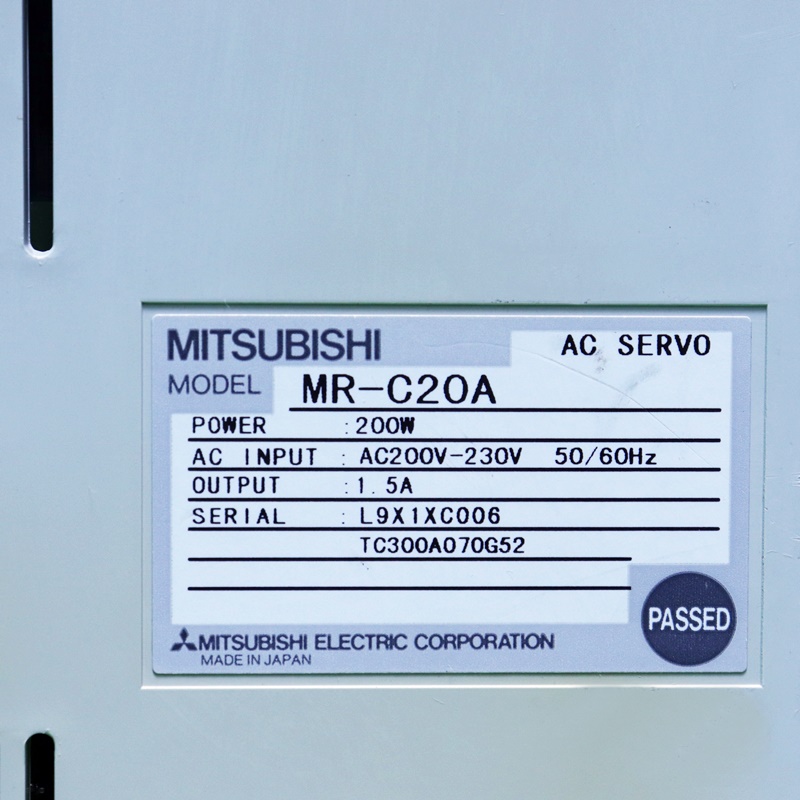 MITSUBISHI AC SERVO
MODEL MR-C20A
POWER :200W
AC INPUT : AC200V-230V 50/60Hz
OUTPUT :1.5A
SERIAL : L9X1XC006
TC300A070G52
PASSED
MITSUBISHI ELECTRIC CORPORATION
MADE IN JAPAN